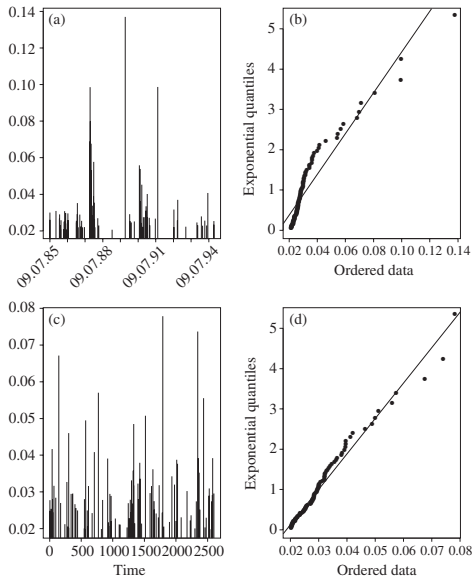 (a)
0.14
0.12
0.10
0.08
0.06
0.04
0.02
09.07.85
09.07.88
09.07.91
09.07.94
(b)
Exponential quantiles
5
4
3
2
1
0
0.02 0.04 0.06 0.08 0.10 0.12 0.14
Ordered data
(c)
0.08
0.07
0.06
0.05
0.04
0.03
0.02
0 500 1000 1500 2000 2500
Time
(d)
Exponential quantiles
5
4
3
2
1
0
0.02 0.03 0.04 0.05 0.06 0.07 0.08
Ordered data